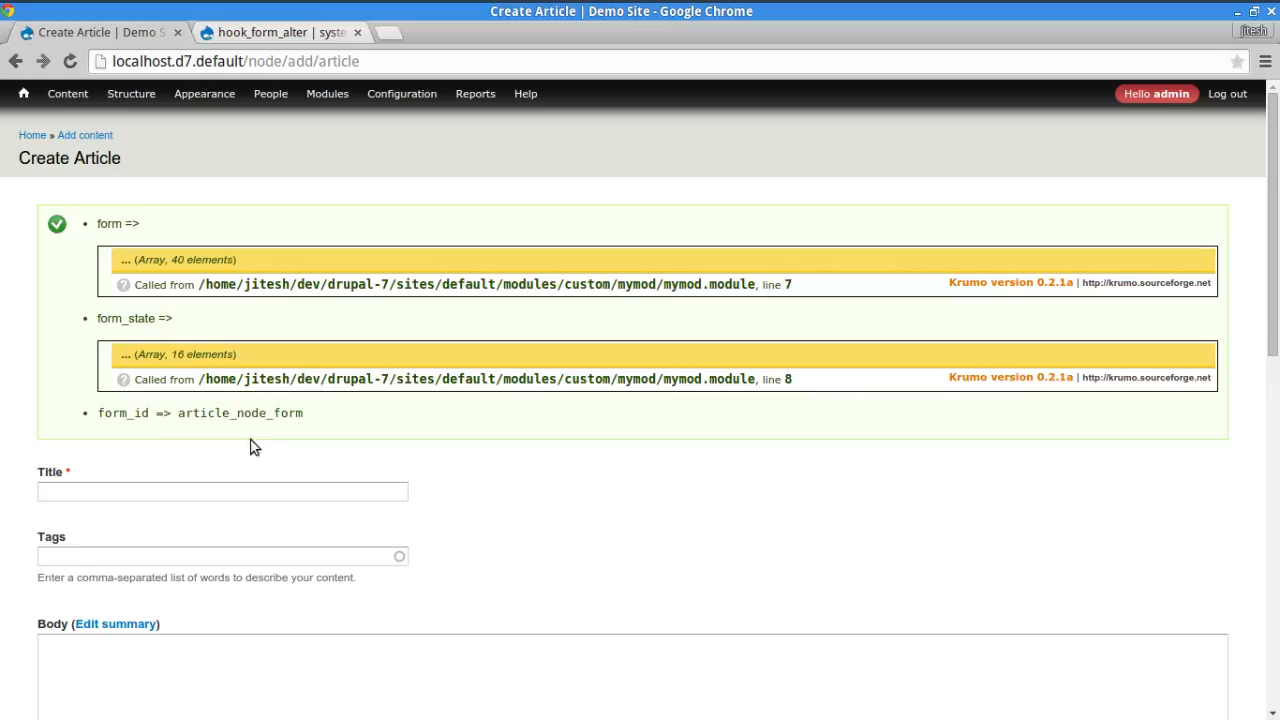 Create Article | Demo Site - Google Chrome
Create Article | Demo S
hook_form_alter | syste
jitesh
localhost.d7.default/node/add/article
Content Structure Appearance People Modules Configuration Reports Help Hello admin Log out
Home » Add content
Create Article
• form =>
... (Array, 40 elements)
? Called from /home/jitesh/dev/drupal-7/sites/default/modules/custom/mymod/mymod.module, line 7 Krumo version 0.2.1a | http://krumo.sourceforge.net
• form_state =>
... (Array, 16 elements)
? Called from /home/jitesh/dev/drupal-7/sites/default/modules/custom/mymod/mymod.module, line 8 Krumo version 0.2.1a | http://krumo.sourceforge.net
• form_id => article_node_form
Title *
Tags
Enter a comma-separated list of words to describe your content.
Body (Edit summary)